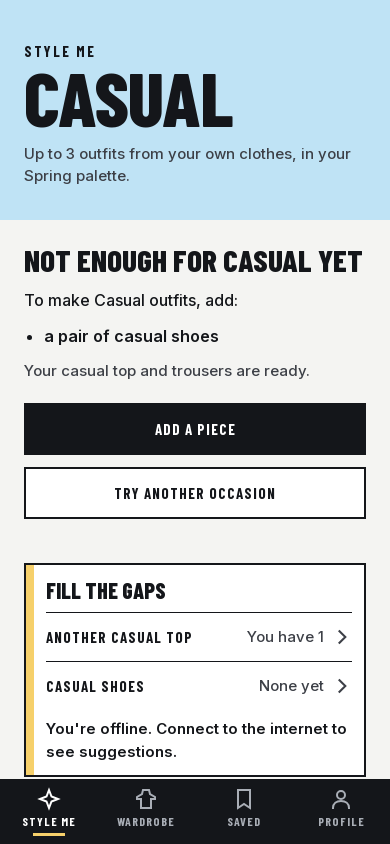 STYLE ME
CASUAL
Up to 3 outfits from your own clothes, in your
Spring palette.
NOT ENOUGH FOR CASUAL YET
To make Casual outfits, add:
• a pair of casual shoes
Your casual top and trousers are ready.
ADD A PIECE
TRY ANOTHER OCCASION
FILL THE GAPS
ANOTHER CASUAL TOP You have 1
CASUAL SHOES None yet
You're offline. Connect to the internet to
see suggestions.
STYLE ME WARDROBE SAVED PROFILE